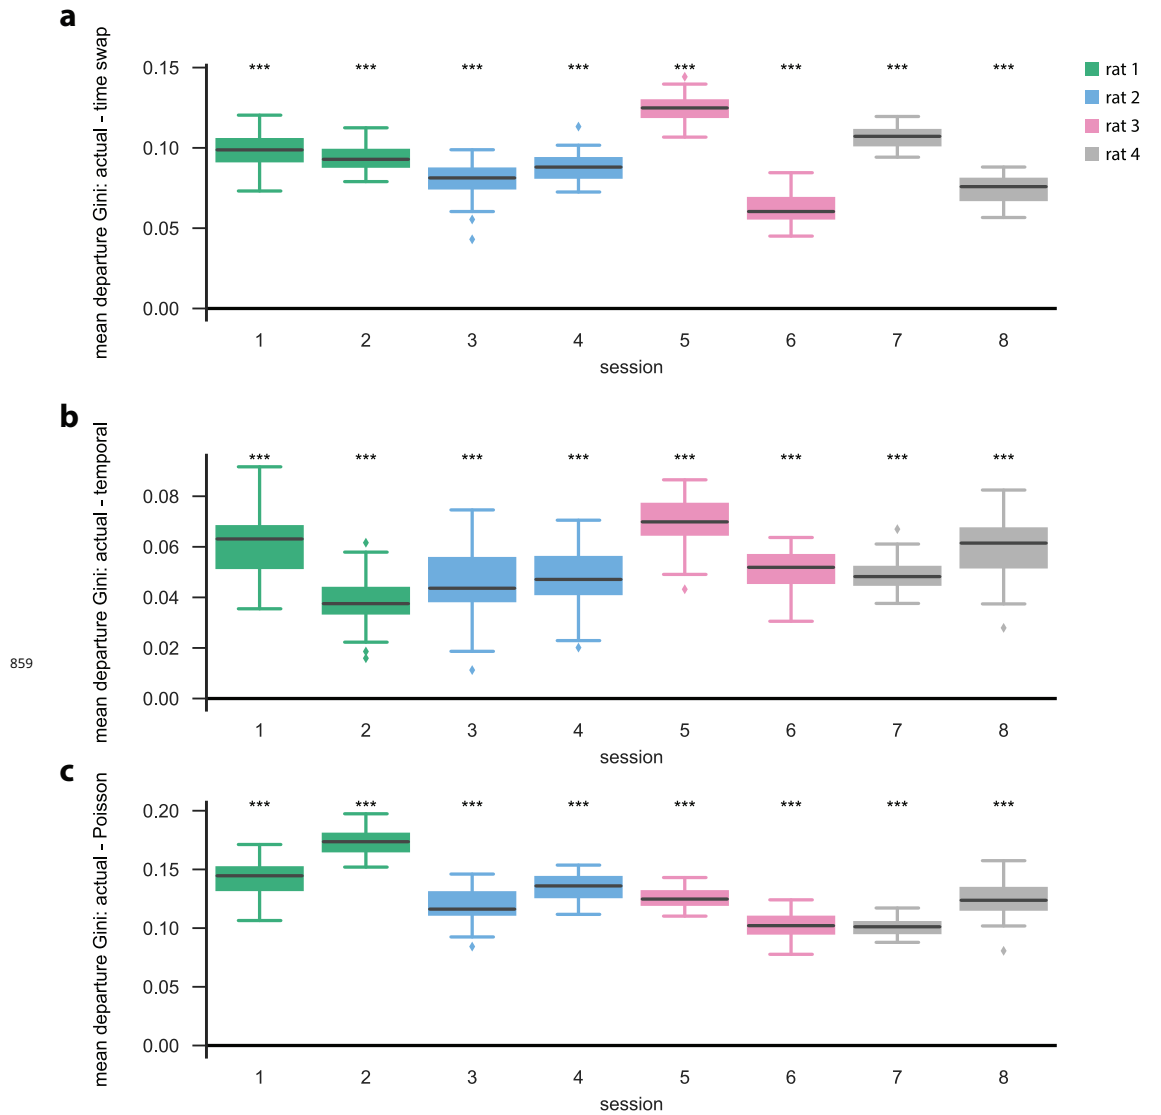 a
mean departure Gini: actual - time swap
0.15
0.10
0.05
0.00
*** *** *** *** *** *** *** ***
1 2 3 4 5 6 7 8
session
rat 1
rat 2
rat 3
rat 4
b
mean departure Gini: actual - temporal
0.08
0.06
0.04
0.02
0.00
*** *** *** *** *** *** *** ***
1 2 3 4 5 6 7 8
session
859
c
mean departure Gini: actual - Poisson
0.20
0.15
0.10
0.05
0.00
*** *** *** *** *** *** *** ***
1 2 3 4 5 6 7 8
session